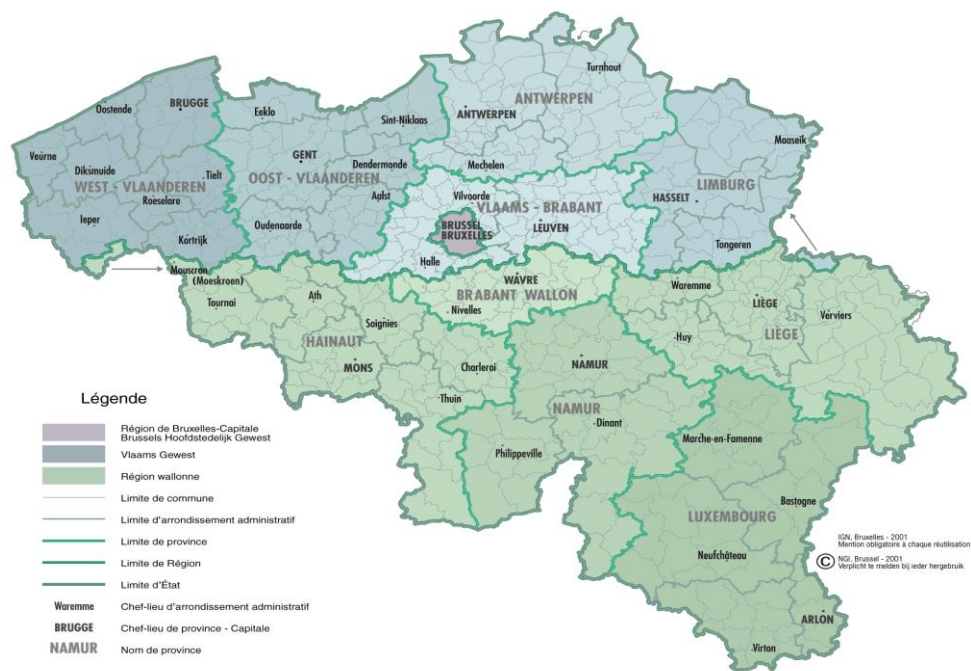 Turnhout
ANTWERPEN
ANTWERPEN
Oostende
BRUGGE
Eeklo
Sint-Niklaas
Maaseik
Veurne
Diksmuide
Tielt
WEST - VLAANDEREN
Roeselare
Ieper
Kortrijk
GENT
Dendermonde
OOST - VLAANDEREN
Aalst
Oudenaarde
Mechelen
Vilvoorde
VLAAMS - BRABANT
BRUSSEL
BRUXELLES
LEUVEN
Halle
HASSELT
LIMBURG
Tongeren
Mouscron
(Moeskroen)
Tournai
Ath
Soignies
HAINAUT
MONS
Charleroi
Thuin
WAVRE
BRABANT WALLON
Nivelles
Waremme
LIÈGE
Verviers
Huy
LIÈGE
NAMUR
NAMUR
Dinant
Philippeville
Marche-en-Famenne
Bastogne
LUXEMBOURG
Neufchâteau
ARLON
Virton
Légende
Région de Bruxelles-Capitale
Brussels Hoofdstedelijk Gewest
Vlaams Gewest
Région wallonne
Limite de commune
Limite d'arrondissement administratif
Limite de province
Limite de Région
Limite d'État
Waremme Chef-lieu d'arrondissement administratif
BRUGGE Chef-lieu de province - Capitale
NAMUR Nom de province
IGN, Bruxelles - 2001
Mention obligatoire à chaque réutilisation
© NGI, Brussel - 2001
Verplicht te melden bij ieder hergebruik